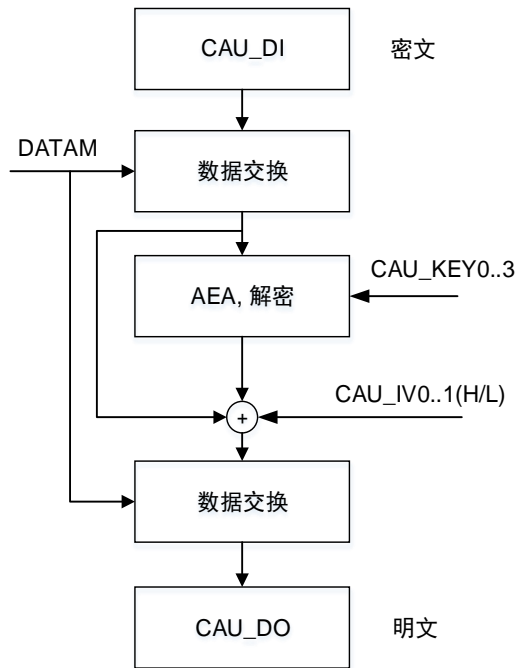 CAU_DI
密文
DATAM
数据交换
CAU_KEY0..3
AEA, 解密
CAU_IV0..1(H/L)
+
数据交换
CAU_DO
明文